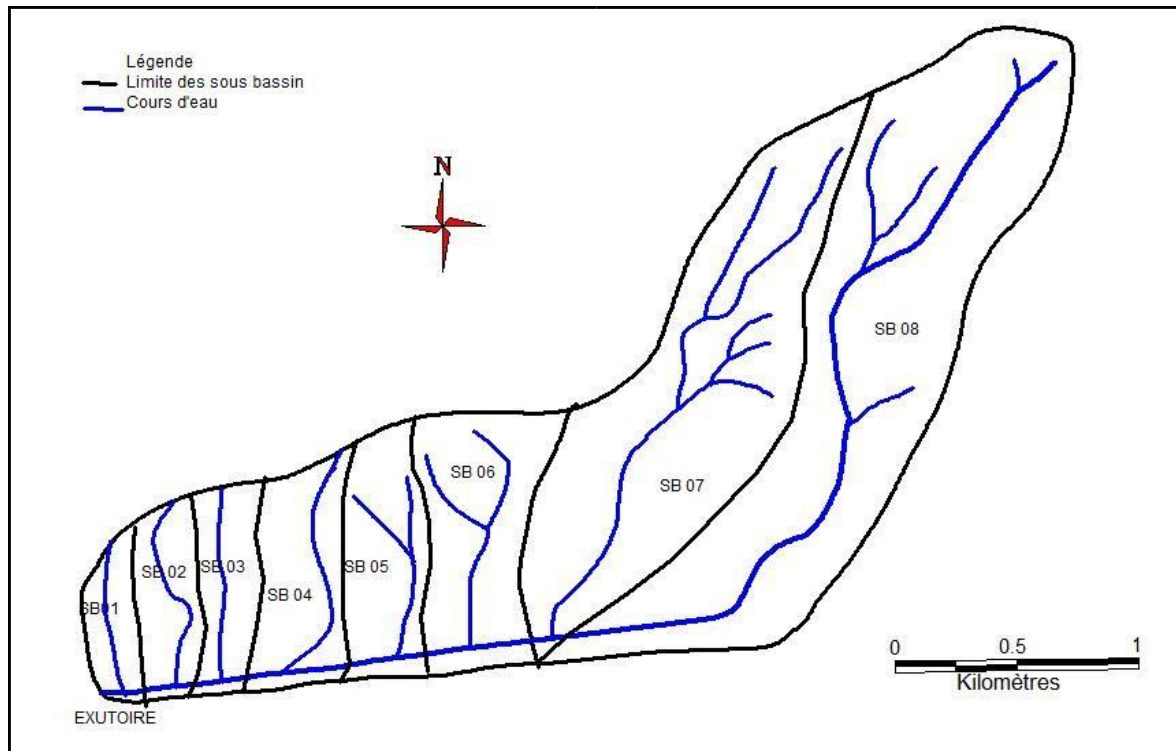 Légende
Limite des sous bassin
Cours d'eau
N
SB 08
SB 06
SB 07
SB 05
SB 03
SB 02
SB 04
SB01
0 0.5 1
Kilomètres
EXUTOIRE